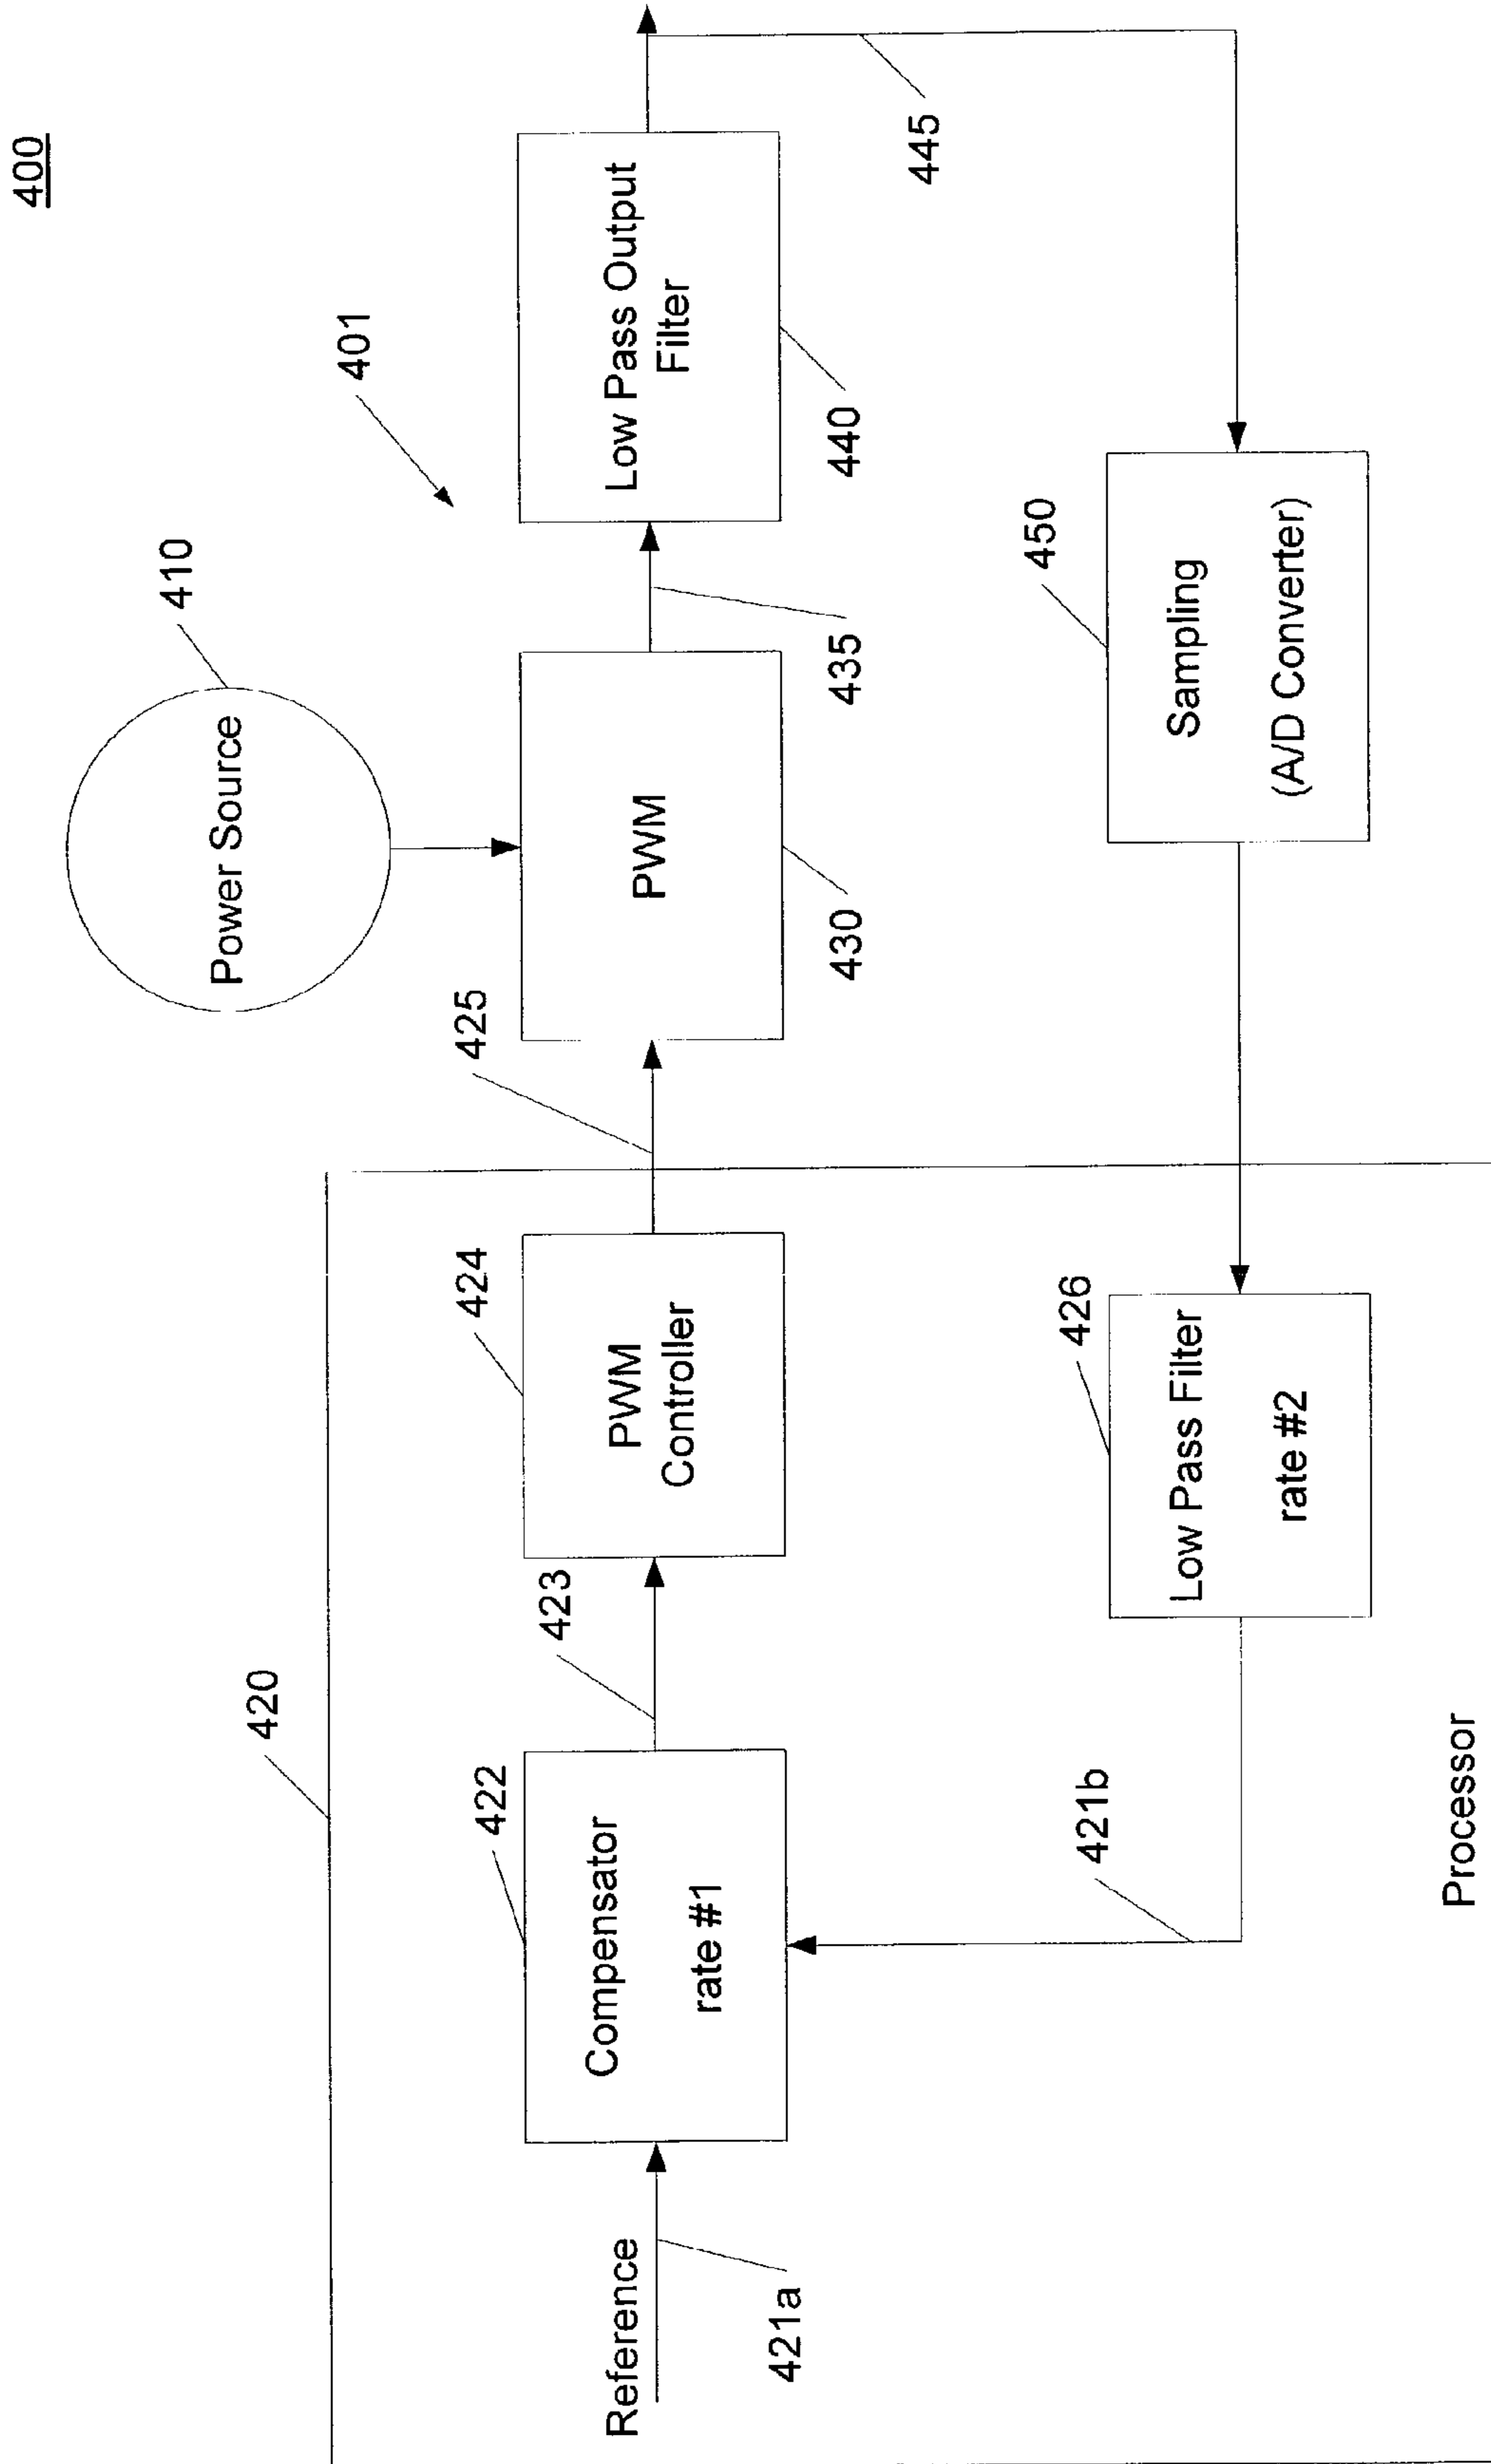 400
410
Power Source
401
420
422
Compensator
rate #1
423
424
PWM
Controller
425
PWM
430
435
Low Pass Output
Filter
440
445
Reference
421a
421b
426
Low Pass Filter
rate #2
450
Sampling
(A/D Converter)
Processor